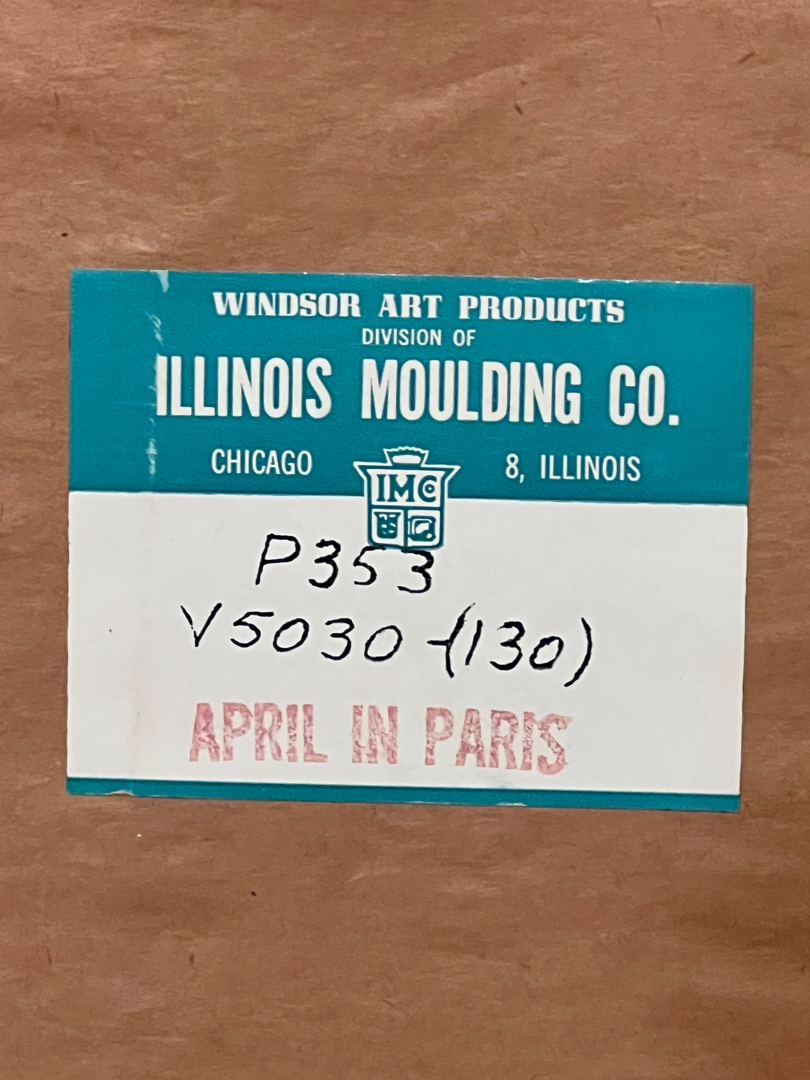 WINDSOR ART PRODUCTS
DIVISION OF
ILLINOIS MOULDING CO.
CHICAGO 8, ILLINOIS
IMC
P353
V5030-(130)
APRIL IN PARIS